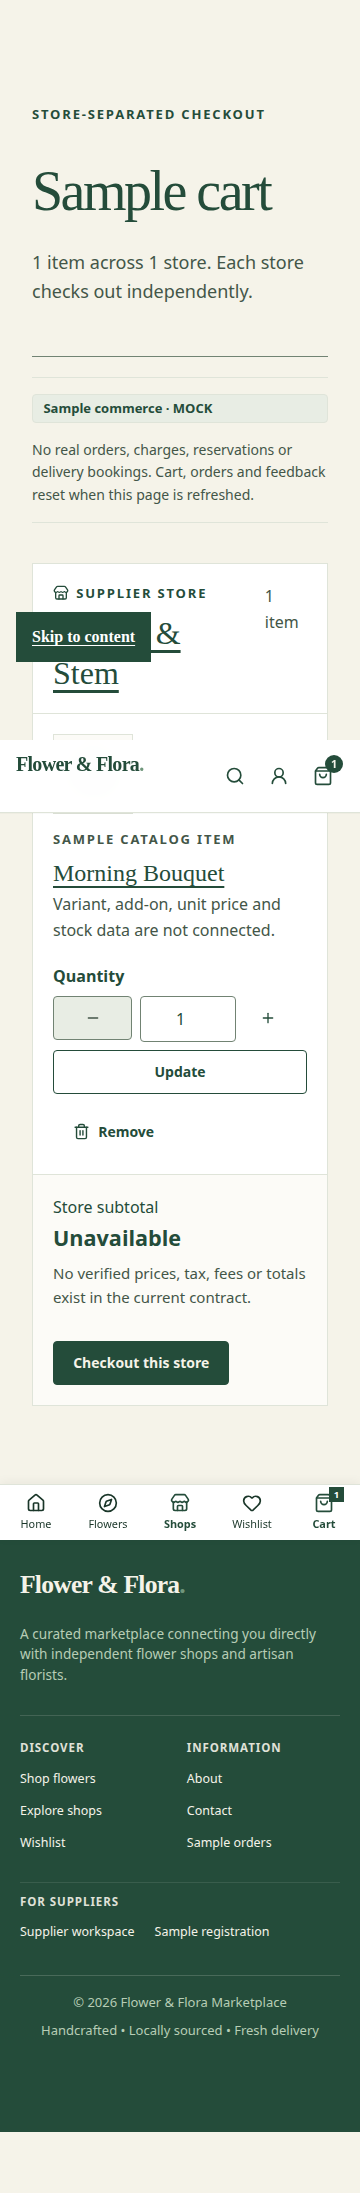 STORE-SEPARATED CHECKOUT
Sample cart
1 item across 1 store. Each store
checks out independently.
Sample commerce · MOCK
No real orders, charges, reservations or
delivery bookings. Cart, orders and feedback
reset when this page is refreshed.
SUPPLIER STORE
1
item
Skip to content
&
Stem
Flower & Flora.
1
SAMPLE CATALOG ITEM
Morning Bouquet
Variant, add-on, unit price and
stock data are not connected.
Quantity
− 1 +
Update
Remove
Store subtotal
Unavailable
No verified prices, tax, fees or totals
exist in the current contract.
Checkout this store
1
Home Flowers Shops Wishlist Cart
Flower & Flora.
A curated marketplace connecting you directly
with independent flower shops and artisan
florists.
DISCOVER INFORMATION
Shop flowers About
Explore shops Contact
Wishlist Sample orders
FOR SUPPLIERS
Supplier workspace Sample registration
© 2026 Flower & Flora Marketplace
Handcrafted • Locally sourced • Fresh delivery